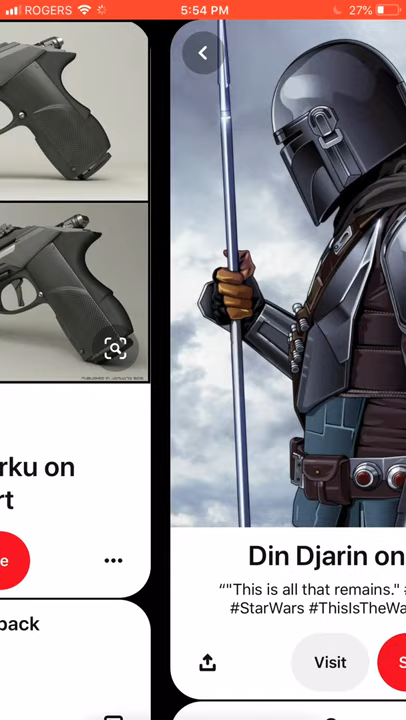 ROGERS 5:54 PM 27%
rku on
rt
e
back
Din Djarin on
“"This is all that remains." #
#StarWars #ThisIsTheWa
Visit
S